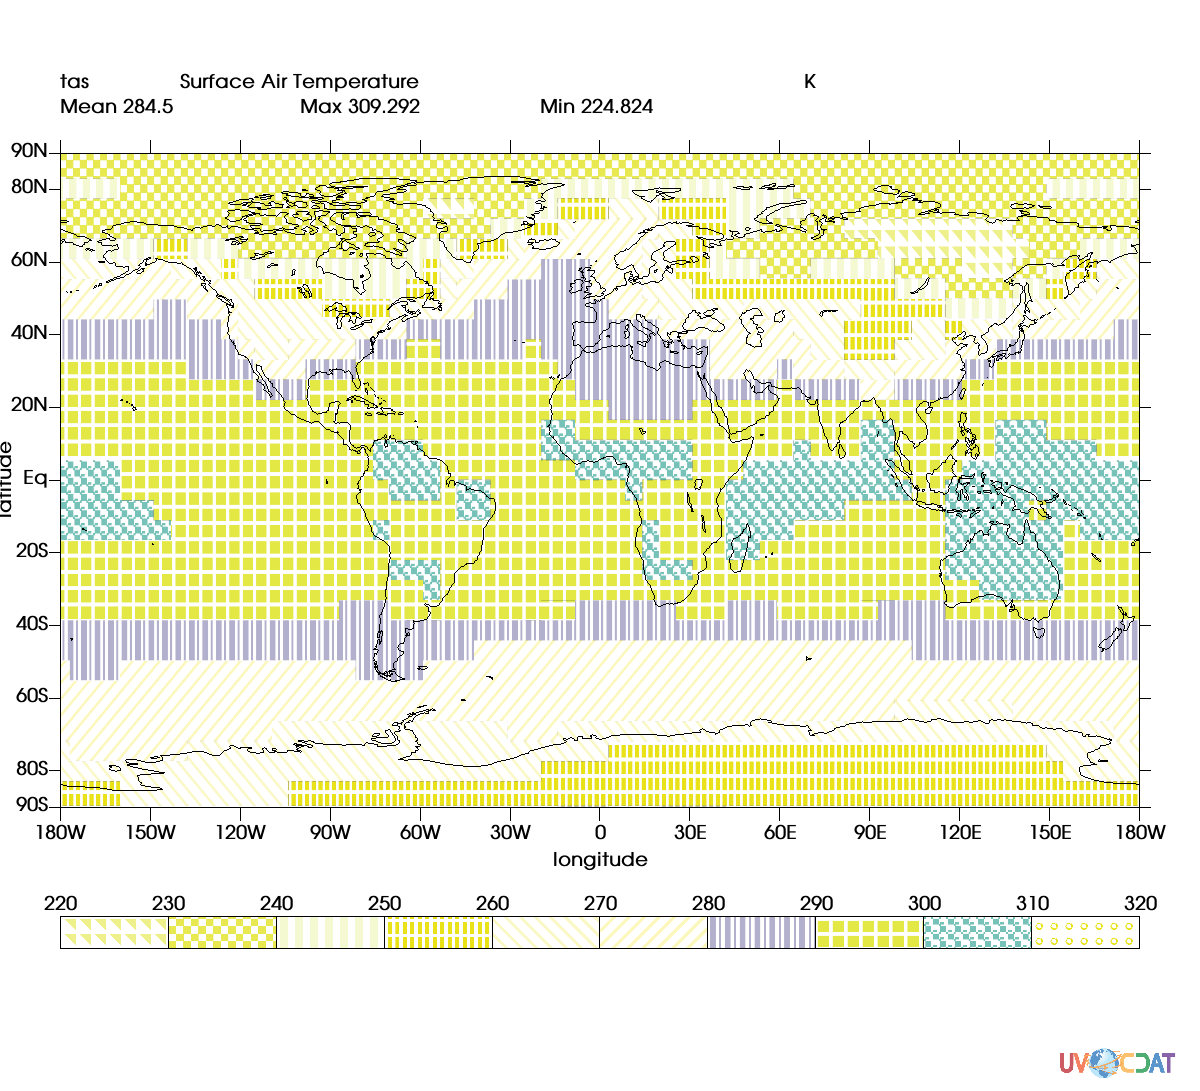 tas Surface Air Temperature K
Mean 284.5 Max 309.292 Min 224.824
90N
80N
60N
40N
20N
Eq
20S
40S
60S
80S
90S
latitude
180W 150W 120W 90W 60W 30W 0 30E 60E 90E 120E 150E 180W
longitude
220 230 240 250 260 270 280 290 300 310 320
UVCDAT